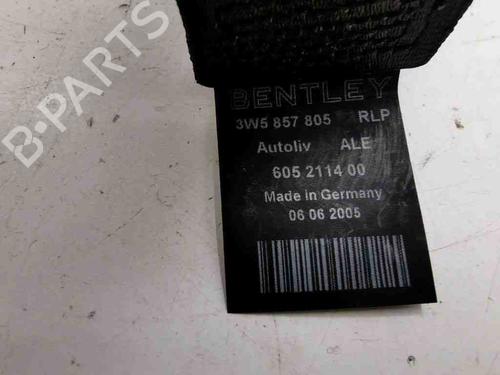 B-PARTS
BENTLEY
3W5 857 805 RLP
Autoliv ALE
605 2114 00
Made in Germany
06 06 2005